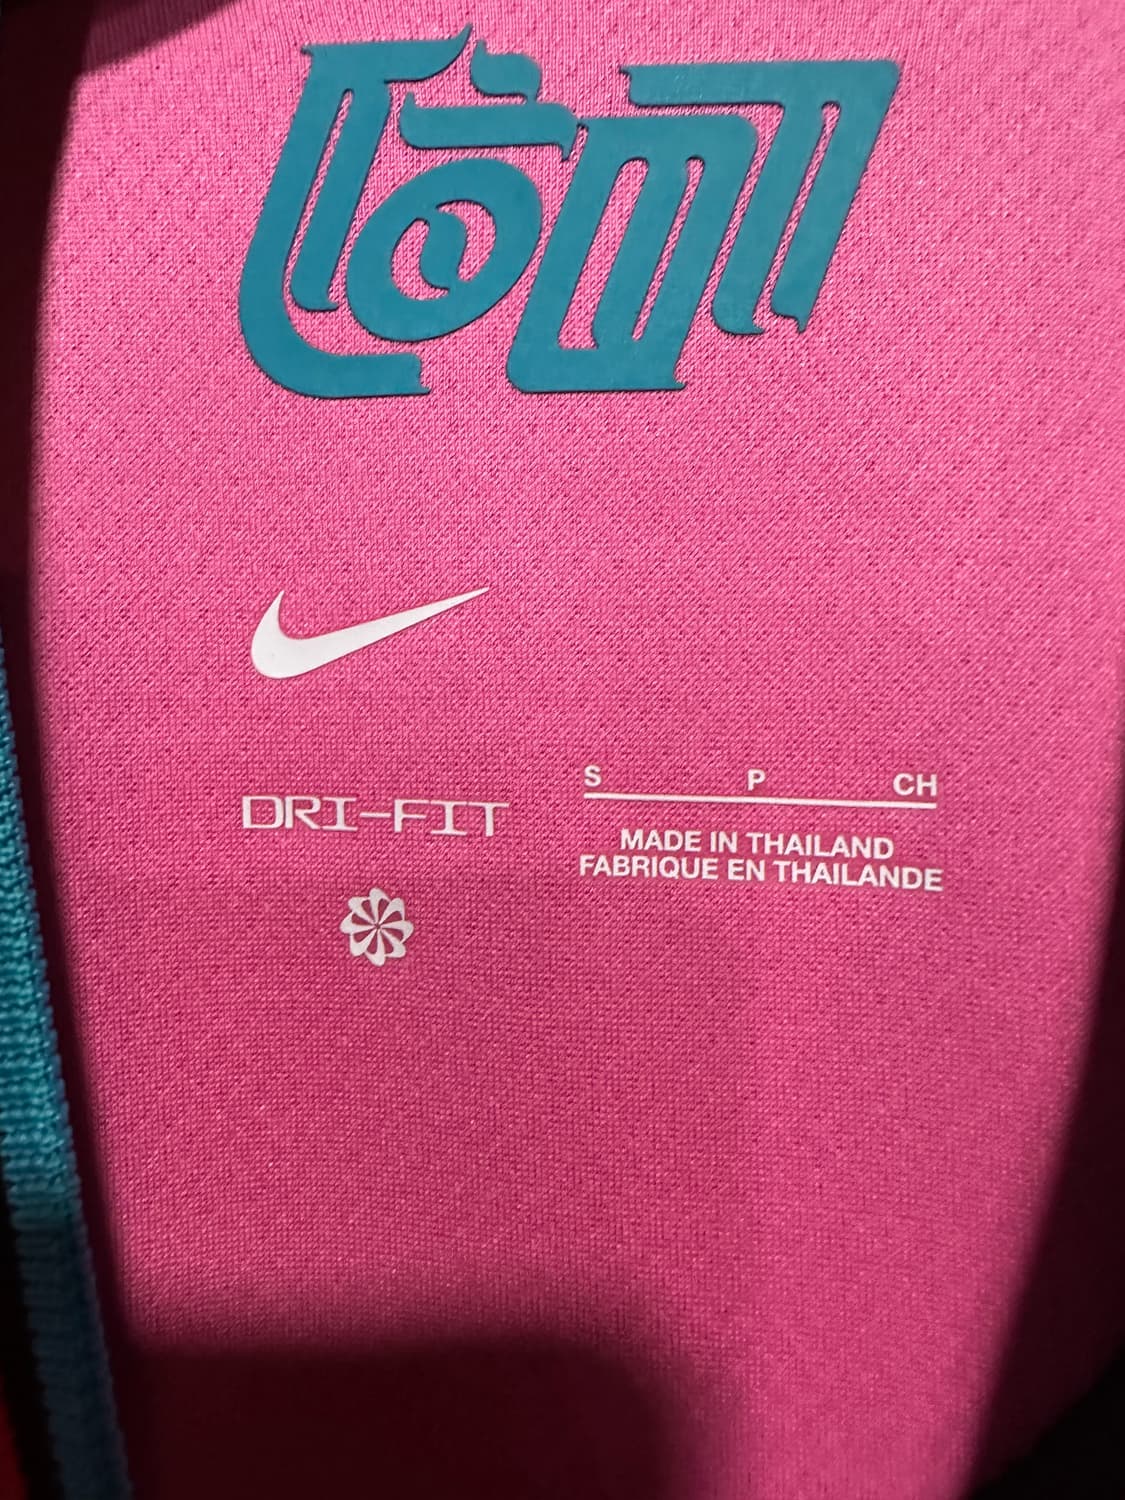 DRI-FIT
S P CH
MADE IN THAILAND
FABRIQUE EN THAILANDE